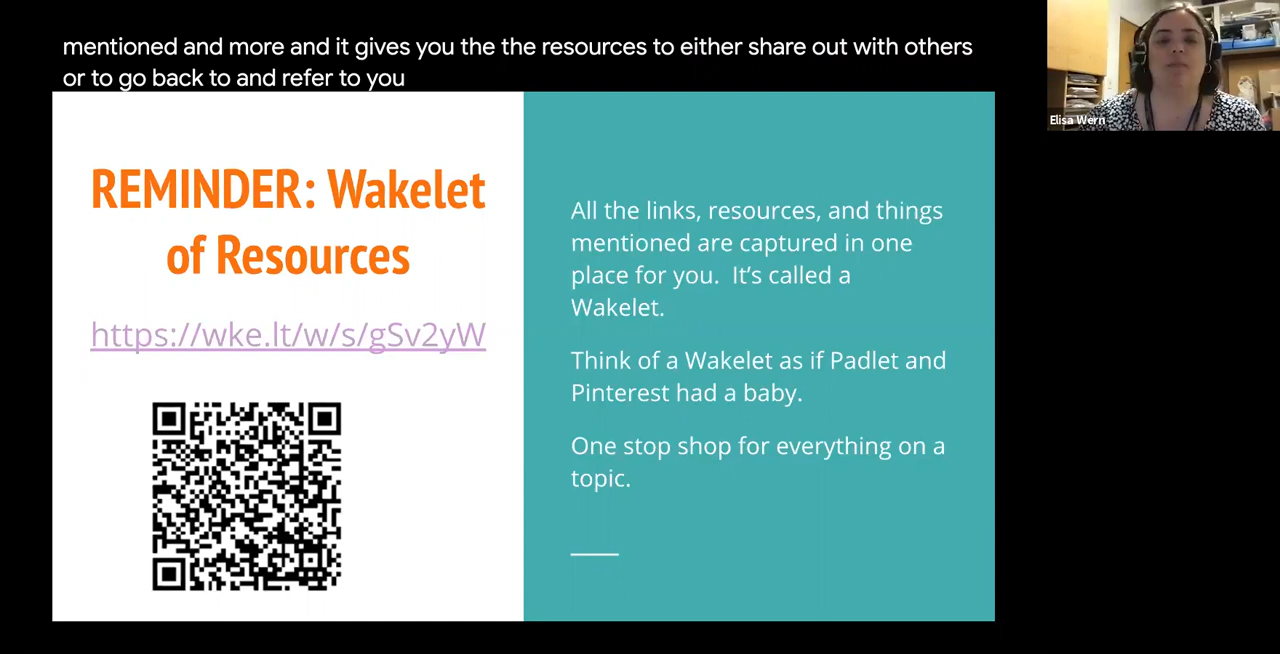 mentioned and more and it gives you the the resources to either share out with others
or to go back to and refer to you
Elisa Wern
REMINDER: Wakelet
of Resources
https://wke.lt/w/s/gSv2yW
All the links, resources, and things
mentioned are captured in one
place for you.  It’s called a
Wakelet.
Think of a Wakelet as if Padlet and
Pinterest had a baby.
One stop shop for everything on a
topic.